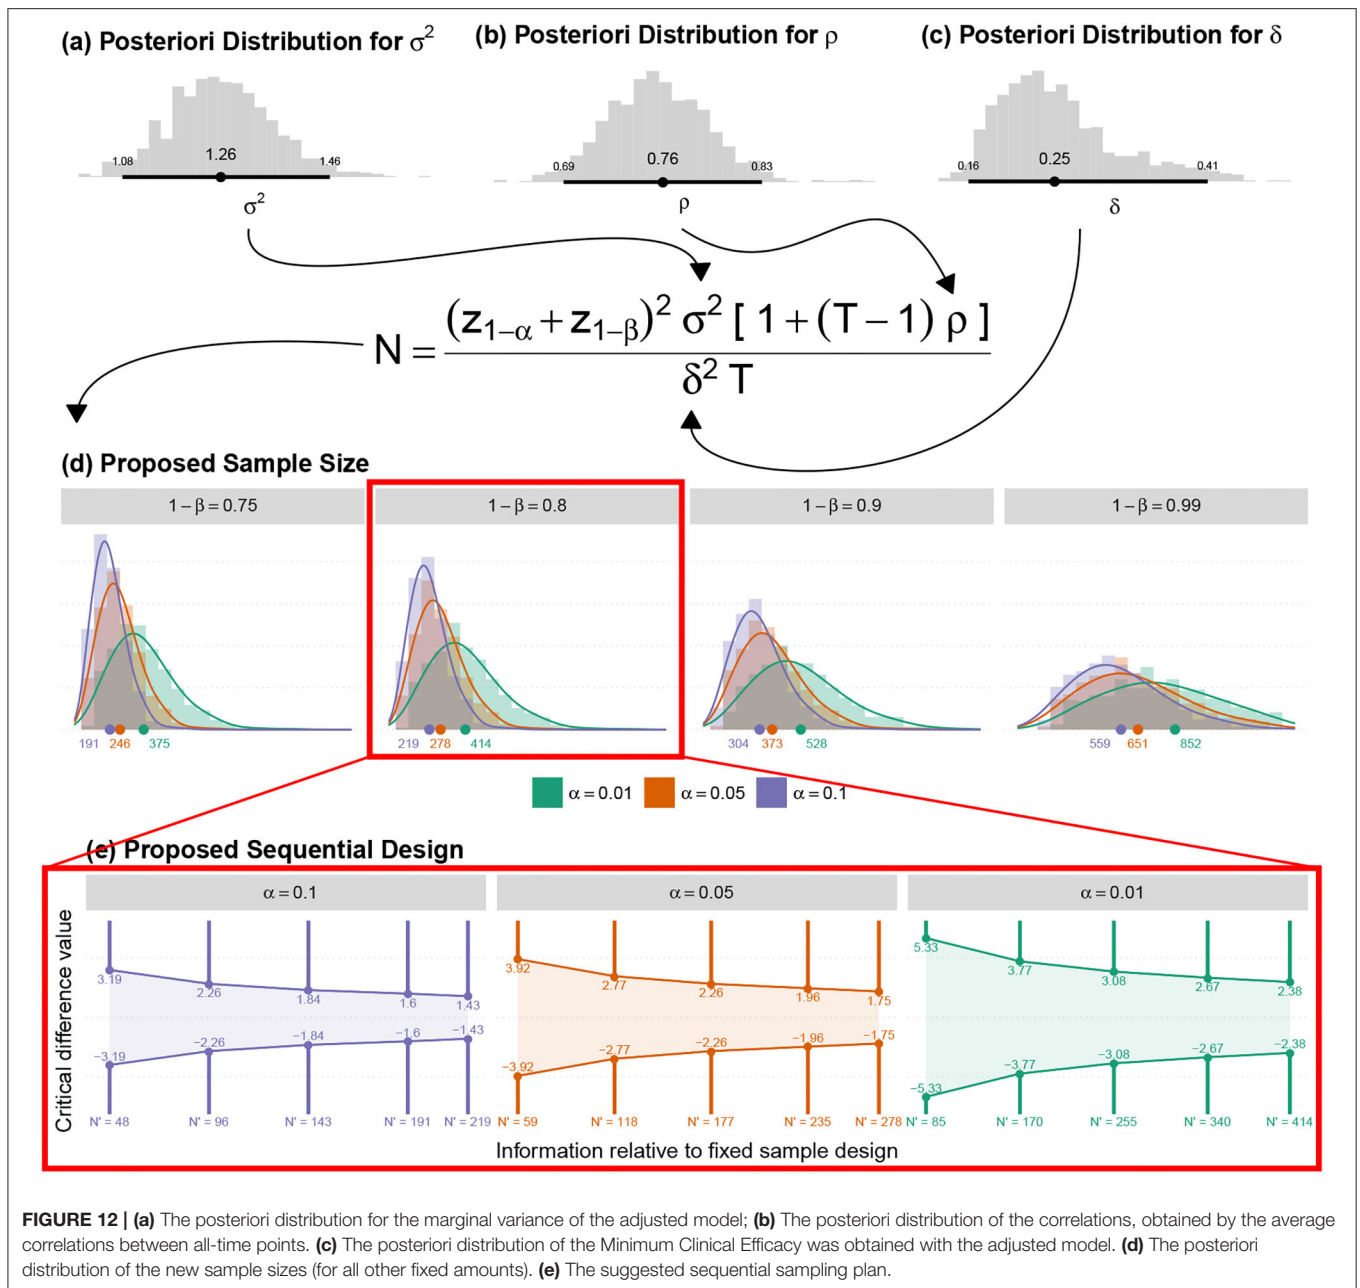 (a) Posteriori Distribution for σ²
(b) Posteriori Distribution for ρ
(c) Posteriori Distribution for δ
1.08 1.26 1.46
σ²
0.69 0.76 0.83
ρ
0.16 0.25 0.41
δ
N = (z₁₋α + z₁₋β)² σ² [ 1 + (T − 1) ρ ] / δ² T
(d) Proposed Sample Size
1 − β = 0.75
1 − β = 0.8
1 − β = 0.9
1 − β = 0.99
191 246 375
219 278 414
304 373 528
559 651 852
α = 0.01 α = 0.05 α = 0.1
(e) Proposed Sequential Design
Critical difference value
α = 0.1
3.19 2.26 1.84 1.6 1.43
−3.19 −2.26 −1.84 −1.6 −1.43
N' = 48 N' = 96 N' = 143 N' = 191 N' = 219
α = 0.05
3.92 2.77 2.26 1.96 1.75
−3.92 −2.77 −2.26 −1.96 −1.75
N' = 59 N' = 118 N' = 177 N' = 235 N' = 278
α = 0.01
5.33 3.77 3.08 2.67 2.38
−5.33 −3.77 −3.08 −2.67 −2.38
N' = 85 N' = 170 N' = 255 N' = 340 N' = 414
Information relative to fixed sample design
FIGURE 12 | (a) The posteriori distribution for the marginal variance of the adjusted model; (b) The posteriori distribution of the correlations, obtained by the average
correlations between all-time points. (c) The posteriori distribution of the Minimum Clinical Efficacy was obtained with the adjusted model. (d) The posteriori
distribution of the new sample sizes (for all other fixed amounts). (e) The suggested sequential sampling plan.